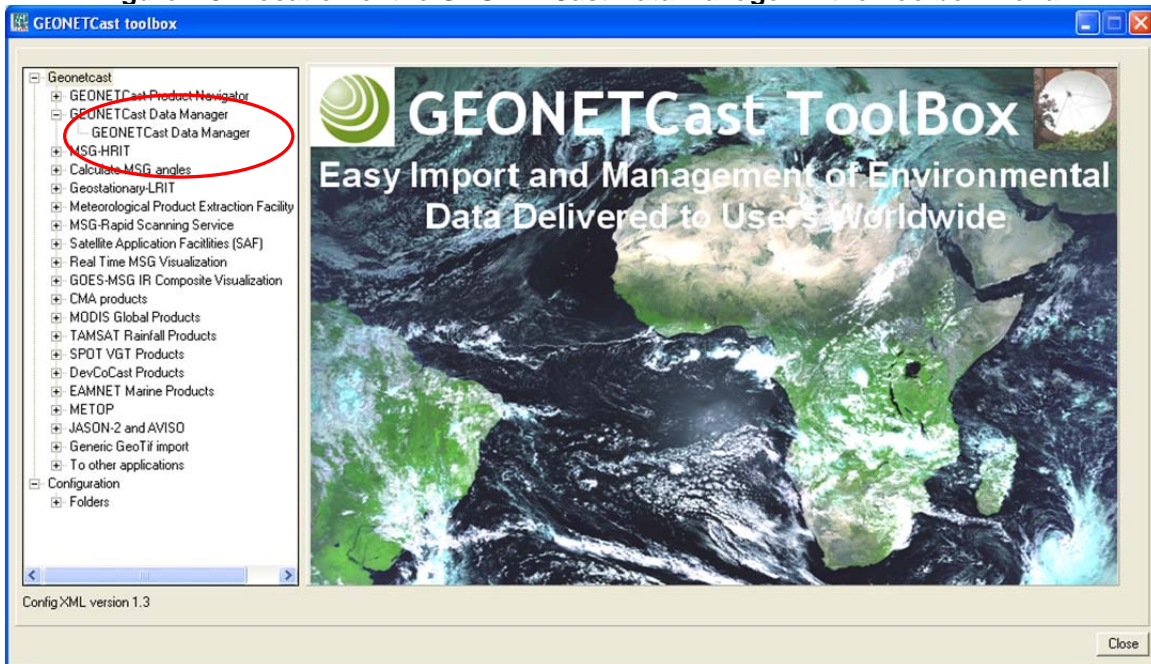 GEONETCast toolbox
Geonetcast
GEONETCast Product Navigator
GEONETCast Data Manager
GEONETCast Data Manager
MSG-HRIT
Calculate MSG angles
Geostationary-LRIT
Meteorological Product Extraction Facility
MSG-Rapid Scanning Service
Satellite Application Facitlities (SAF)
Real Time MSG Visualization
GOES-MSG IR Composite Visualization
CMA products
MODIS Global Products
TAMSAT Rainfall Products
SPOT VGT Products
DevCoCast Products
EAMNET Marine Products
METOP
JASON-2 and AVISO
Generic GeoTif import
To other applications
Configuration
Folders
GEONETCast ToolBox
Easy Import and Management of Environmental
Data Delivered to Users Worldwide
Config XML version 1.3
Close